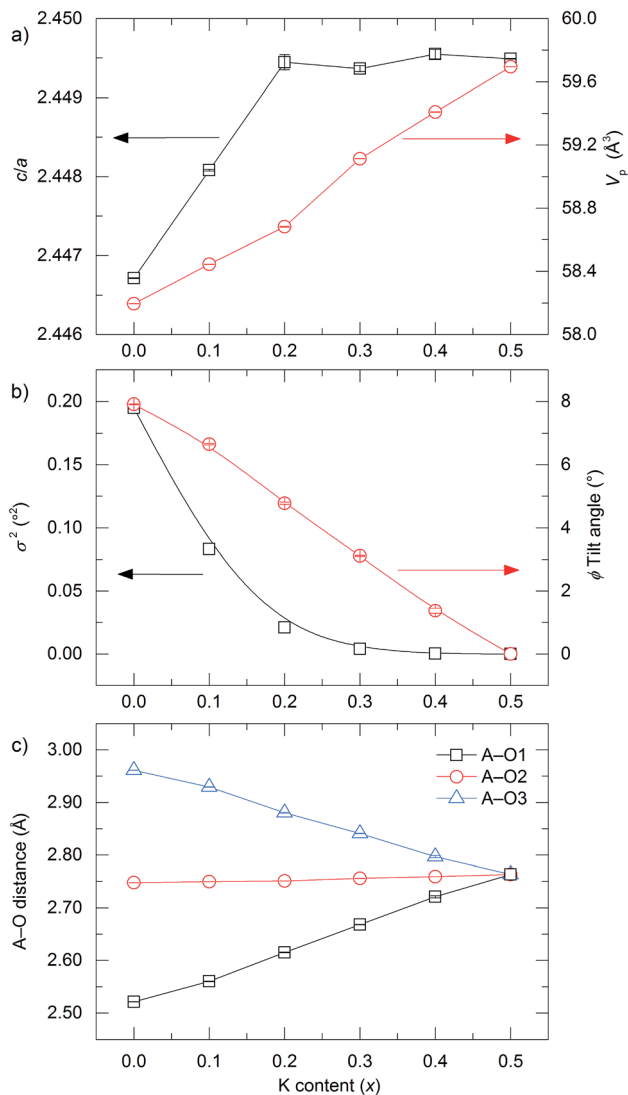 a)
2.450
2.449
2.448
2.447
2.446
c/a
60.0
59.6
59.2
58.8
58.4
58.0
V_p (Å³)
0.0 0.1 0.2 0.3 0.4 0.5
b)
0.20
0.15
0.10
0.05
0.00
σ² (°²)
8
6
4
2
0
ϕ Tilt angle (°)
0.0 0.1 0.2 0.3 0.4 0.5
c)
3.00
2.90
2.80
2.70
2.60
2.50
A–O distance (Å)
A–O1
A–O2
A–O3
0.0 0.1 0.2 0.3 0.4 0.5
K content (x)